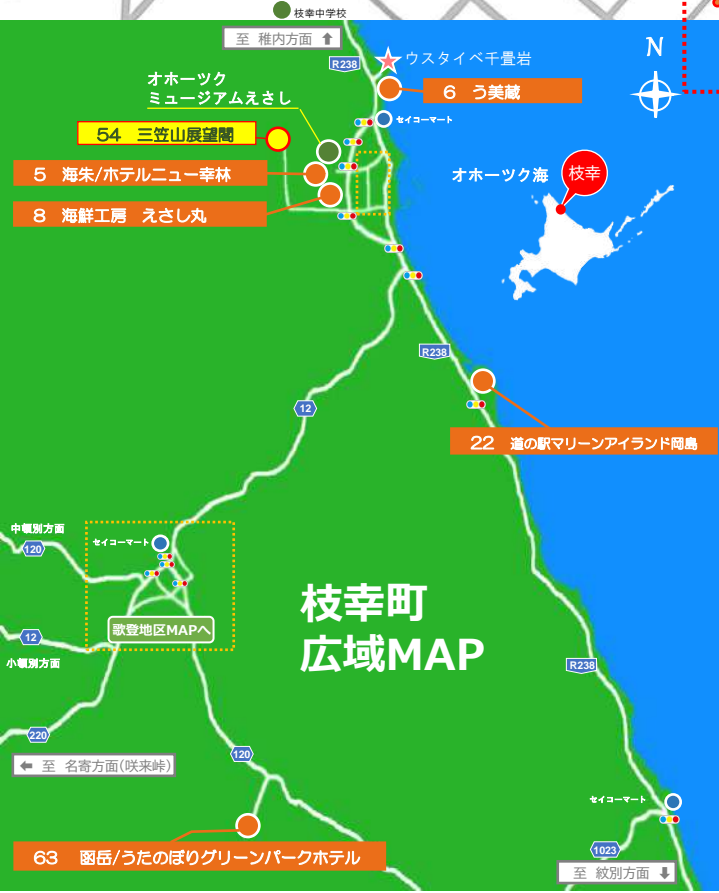 枝幸中学校
至 稚内方面 ⬆
R238
ウスタイベ千畳岩
N
オホーツク
ミュージアムえさし
6 う美蔵
セイコーマート
54 三笠山展望閣
5 海朱/ホテルニュー幸林
オホーツク海
枝幸
8 海鮮工房 えさし丸
R238
12
22 道の駅マリーンアイランド岡島
中頓別方面
120
セイコーマート
枝幸町
広域MAP
歌登地区MAPへ
12
小頓別方面
R238
220
120
⬅ 至 名寄方面(咲来峠)
セイコーマート
63 函岳/うたのぼりグリーンパークホテル
1023
至 紋別方面 ⬇